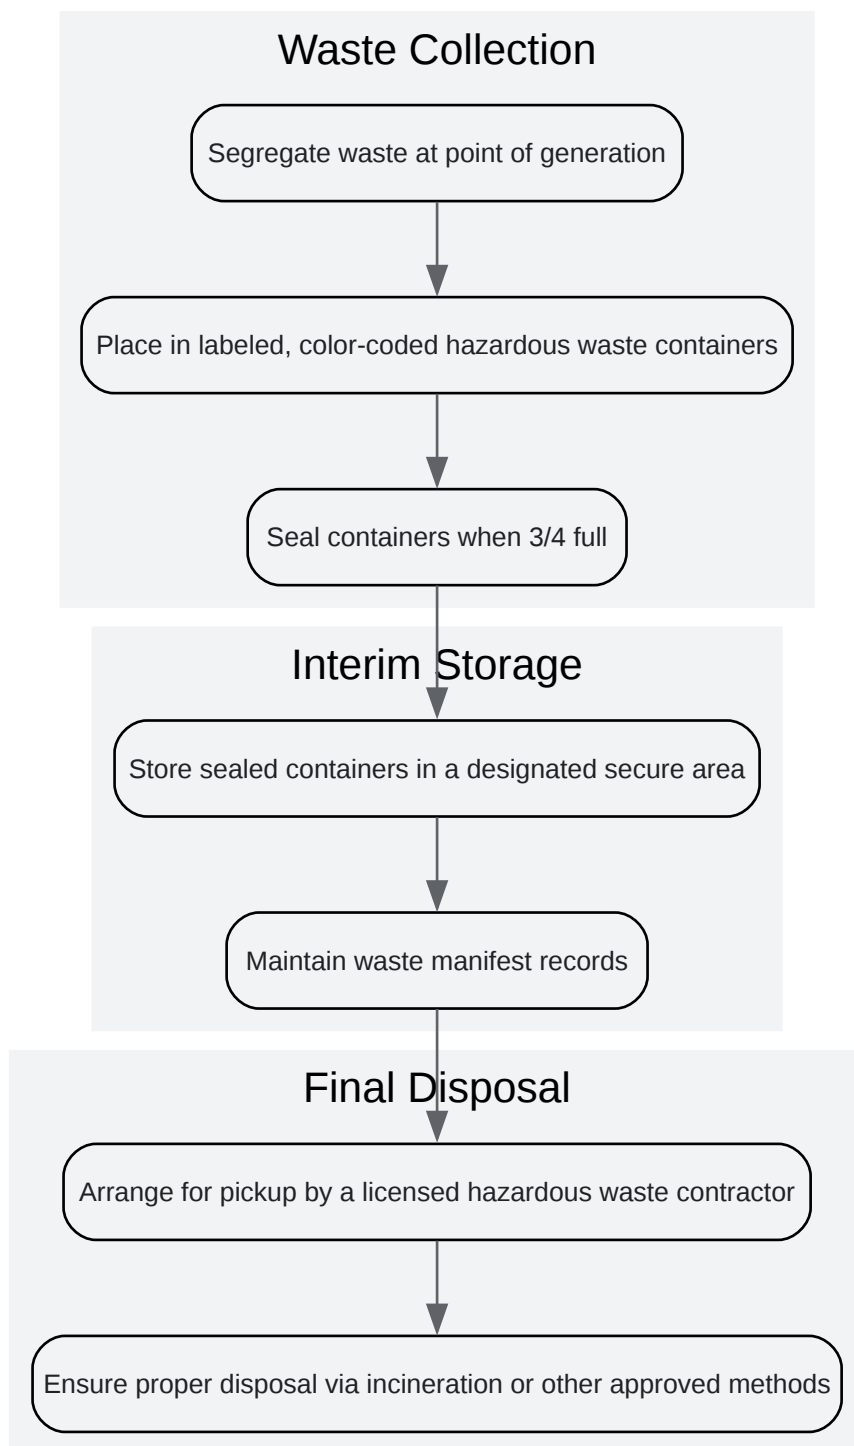 Waste Collection
Segregate waste at point of generation
Place in labeled, color-coded hazardous waste containers
Seal containers when 3/4 full
Interim Storage
Store sealed containers in a designated secure area
Maintain waste manifest records
Final Disposal
Arrange for pickup by a licensed hazardous waste contractor
Ensure proper disposal via incineration or other approved methods